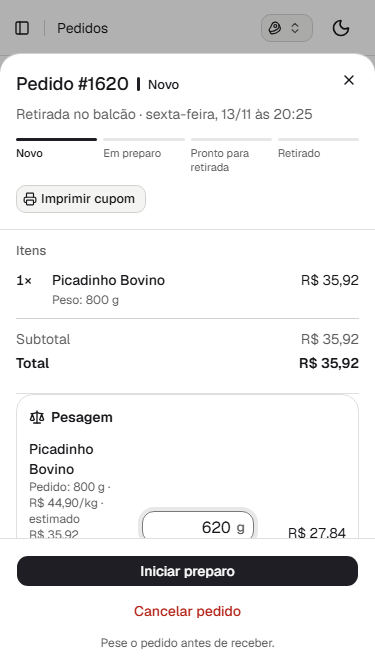 Pedidos
Pedido #1620
Novo
Retirada no balcão · sexta-feira, 13/11 às 20:25
Novo
Em preparo
Pronto para
retirada
Retirado
Imprimir cupom
Itens
1× Picadinho Bovino R$ 35,92
Peso: 800 g
Subtotal R$ 35,92
Total R$ 35,92
Pesagem
Picadinho
Bovino
Pedido: 800 g ·
R$ 44,90/kg ·
estimado
R$ 35,92
620 g
R$ 27,84
Iniciar preparo
Cancelar pedido
Pese o pedido antes de receber.